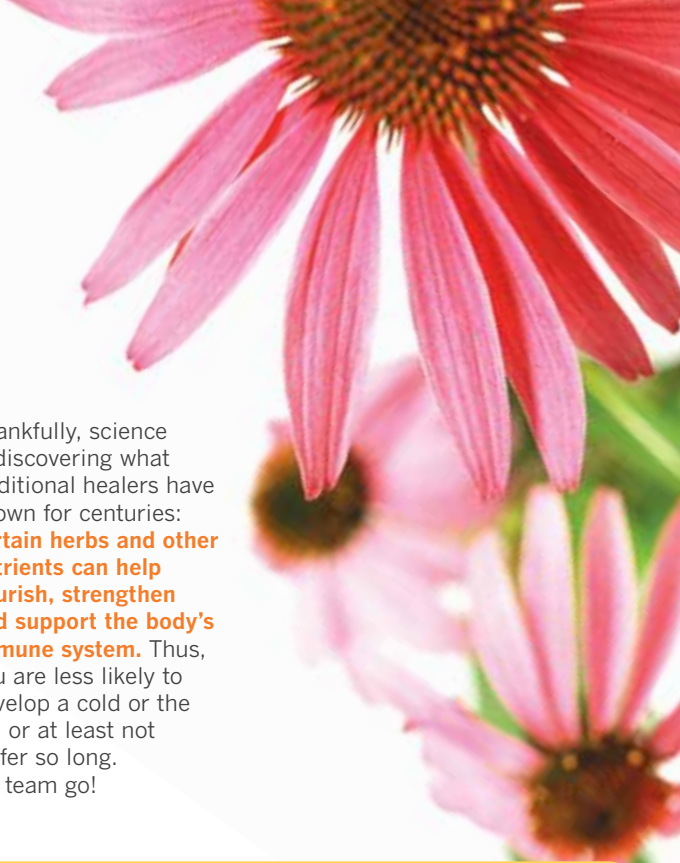 ankfully, science
discovering what
ditional healers have
own for centuries:
rtain herbs and other
trients can help
urish, strengthen
d support the body's
mune system. Thus,
u are less likely to
velop a cold or the
or at least not
fer so long.
team go!